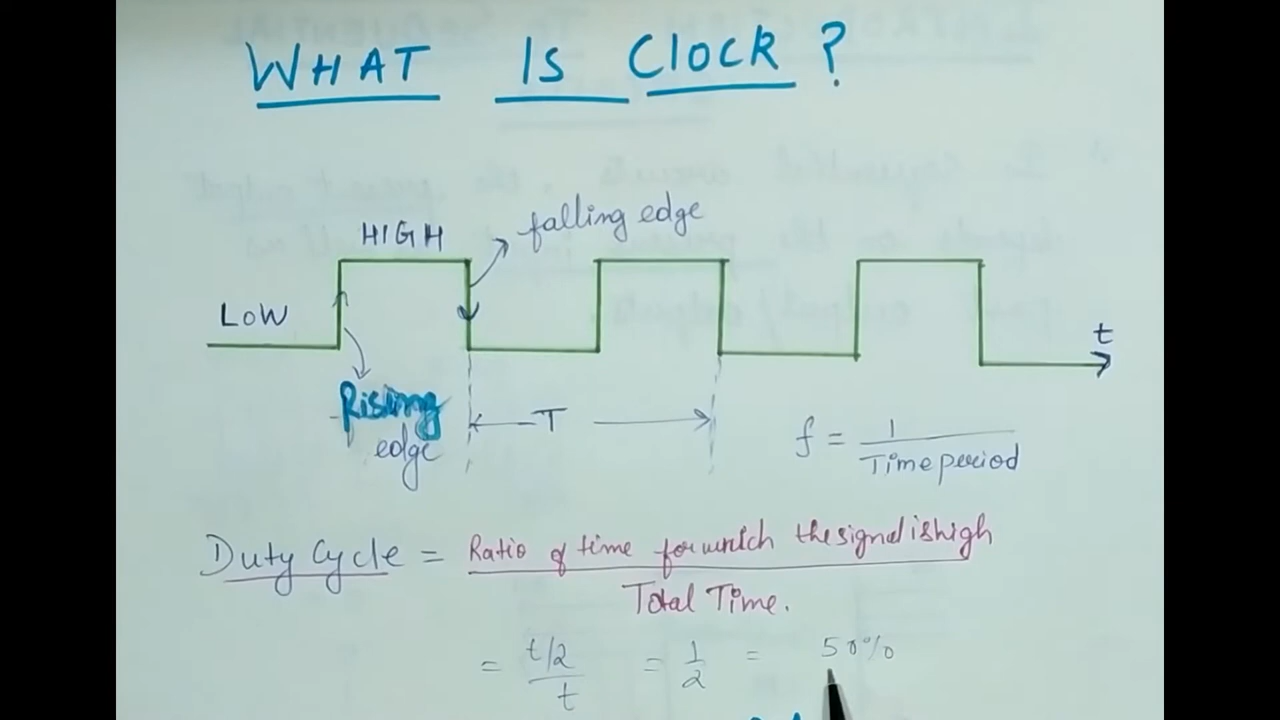 WHAT IS ClOCK ?
HIGH
falling edge
LOW
t
Rising
edge
T
f = 1 / Time period
Duty Cycle = Ratio of time for which the signal is high
Total Time.
= t/2 / t = 1/2 = 50%